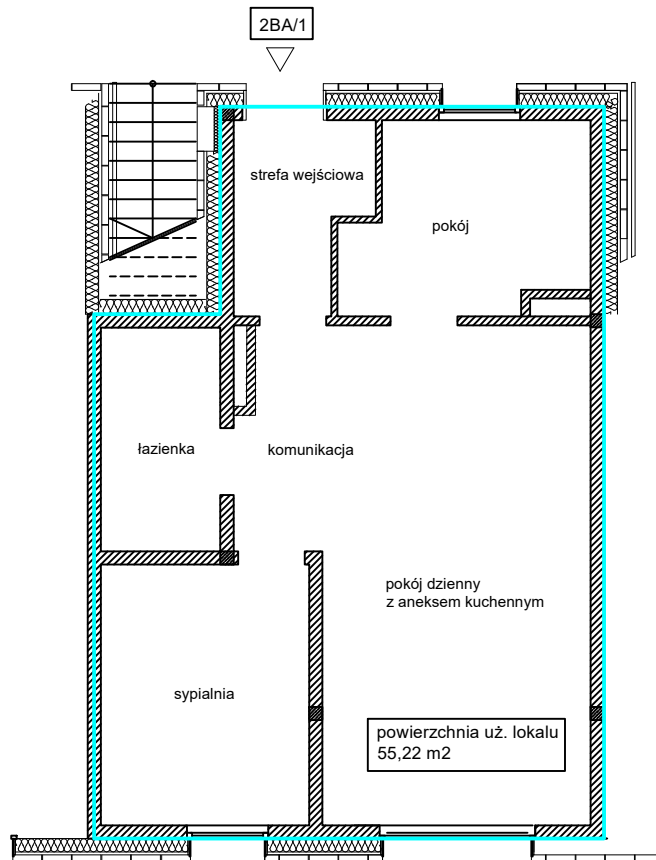 2BA/1
strefa wejściowa
pokój
łazienka
komunikacja
pokój dzienny
z aneksem kuchennym
sypialnia
powierzchnia uż. lokalu
55,22 m2